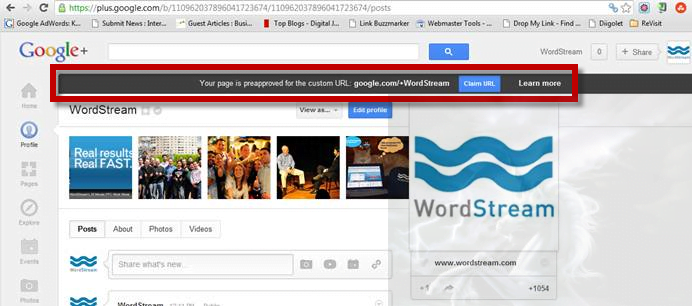 https://plus.google.com/b/110962037896041723674/110962037896041723674/posts
Google AdWords: K...
Submit News : Inter...
Guest Articles : Busi...
Top Blogs - Digital J...
Link Buzzmarker
Webmaster Tools - ...
Drop My Link - Find ...
Diigolet
ReVisit
Google+
WordStream
0
+ Share
WordStream
Your page is preapproved for the custom URL: google.com/+WordStream
Claim URL
Learn more
Home
Profile
Pages
Explore
Events
Photos
WordStream
View as...
Edit profile
Real results.
Real FAST.
WordStream
www.wordstream.com
+1
+1054
Posts
About
Photos
Videos
Share what's new...
WordStream